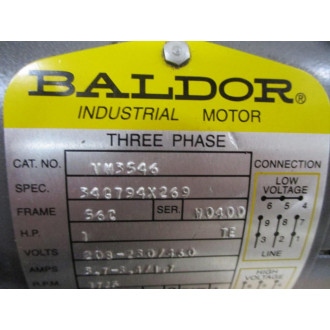 BALDOR®
INDUSTRIAL MOTOR
THREE PHASE
CAT. NO. VM3546
SPEC. 34G794X269
FRAME 56C SER. W0400
H.P. 1 TE
VOLTS 208-230/460
AMPS
R.P.M.
CONNECTION
LOW
VOLTAGE
6 5 4
9 8 7
3 2 1
LINE
HIGH
VOLTAGE